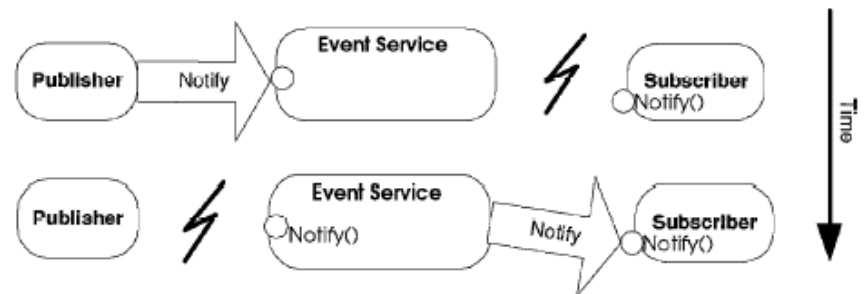 Event Service
Publisher
Notify
Subscriber
Notify()
Time
Event Service
Publisher
Notify()
Notify
Subscriber
Notify()